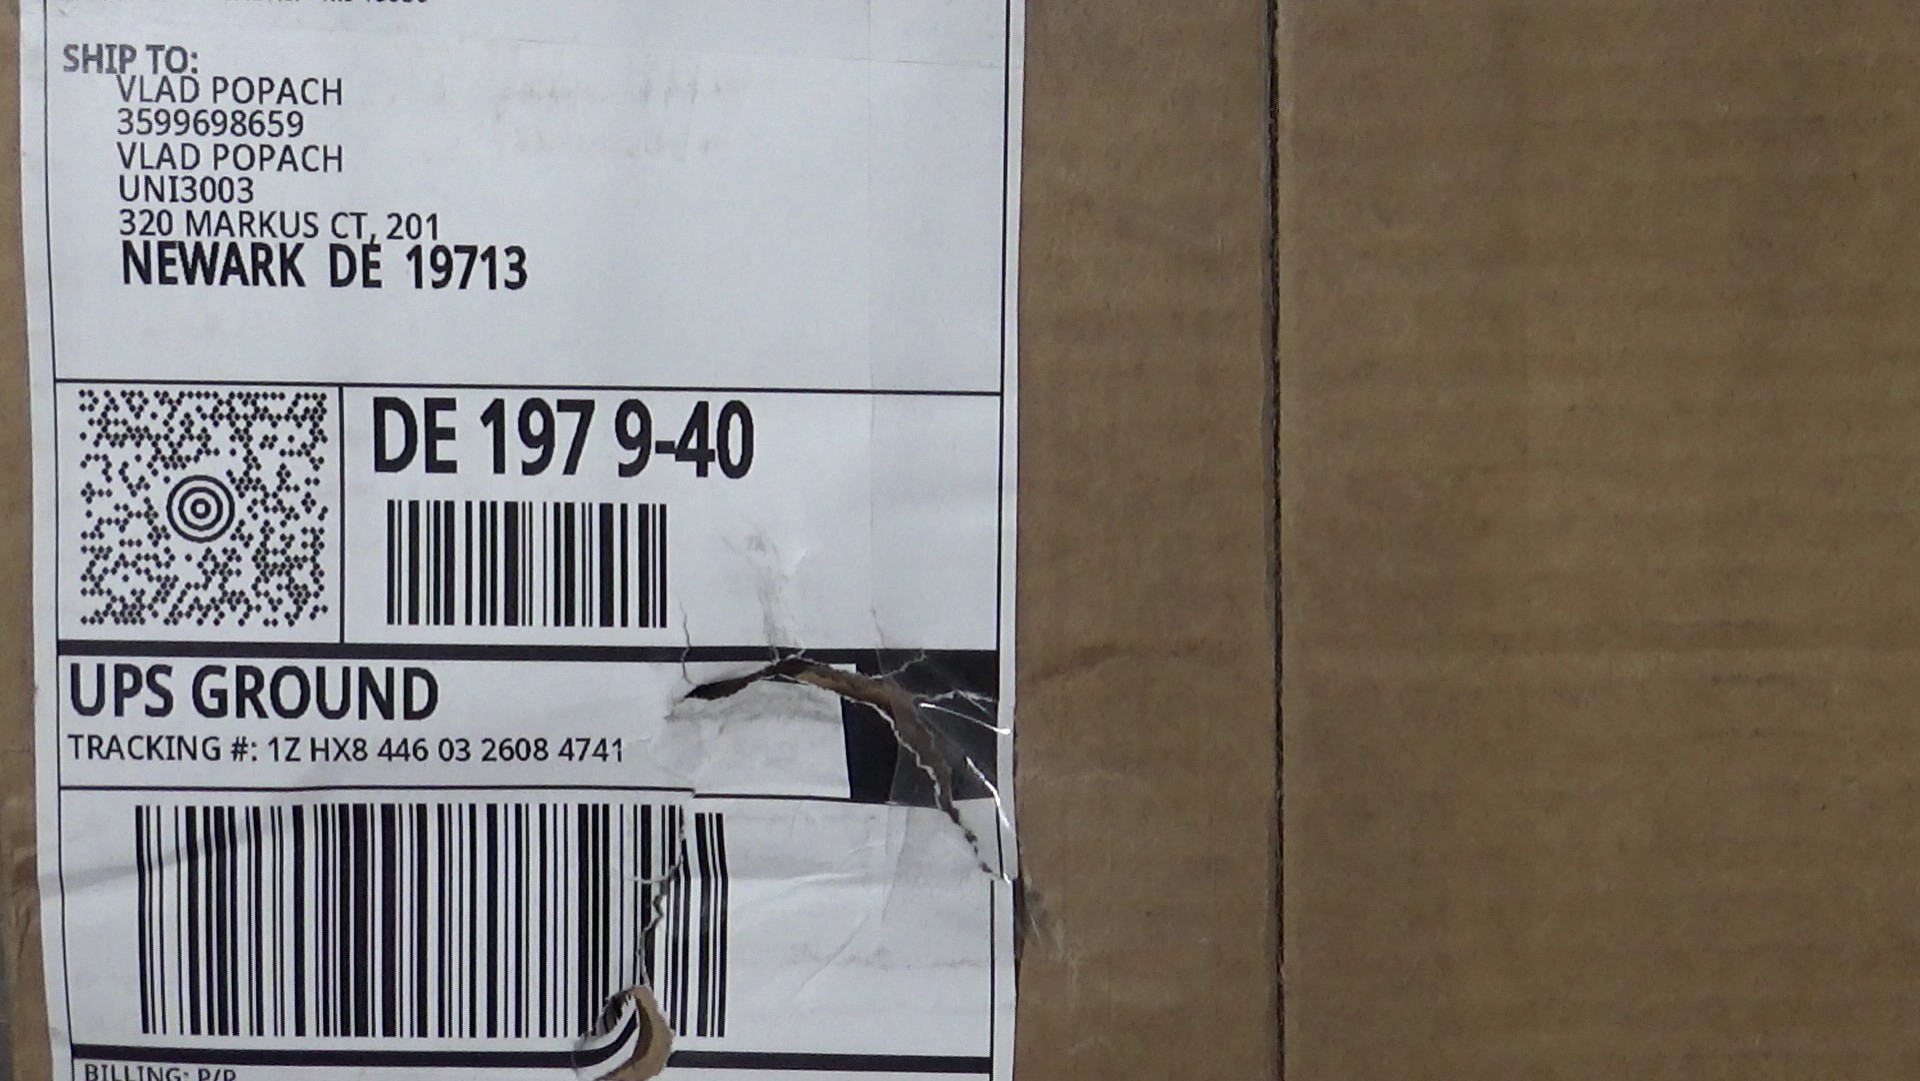 SHIP TO:
VLAD POPACH
3599698659
VLAD POPACH
UNI3003
320 MARKUS CT, 201
NEWARK DE 19713
DE 197 9-40
UPS GROUND
TRACKING #: 1Z HX8 446 03 2608 4741
BILLING: P/P